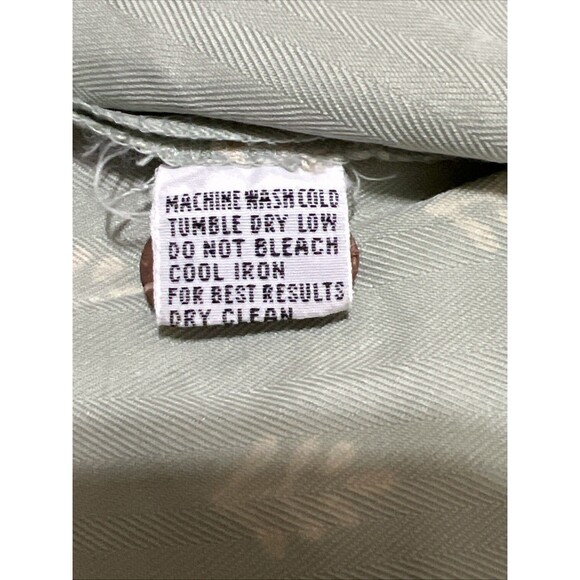 MACHINE WASH COLD
TUMBLE DRY LOW
DO NOT BLEACH
COOL IRON
FOR BEST RESULTS
DRY CLEAN